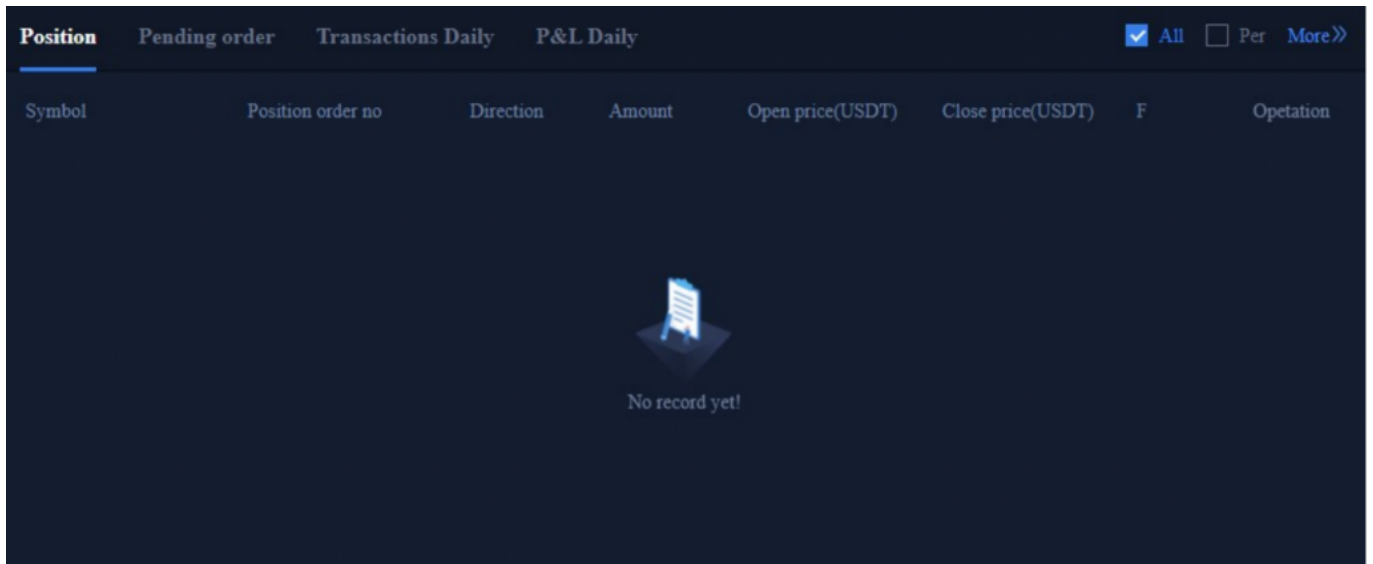 Position Pending order Transactions Daily P&L Daily All Per More»
Symbol Position order no Direction Amount Open price(USDT) Close price(USDT) F Opetation
No record yet!